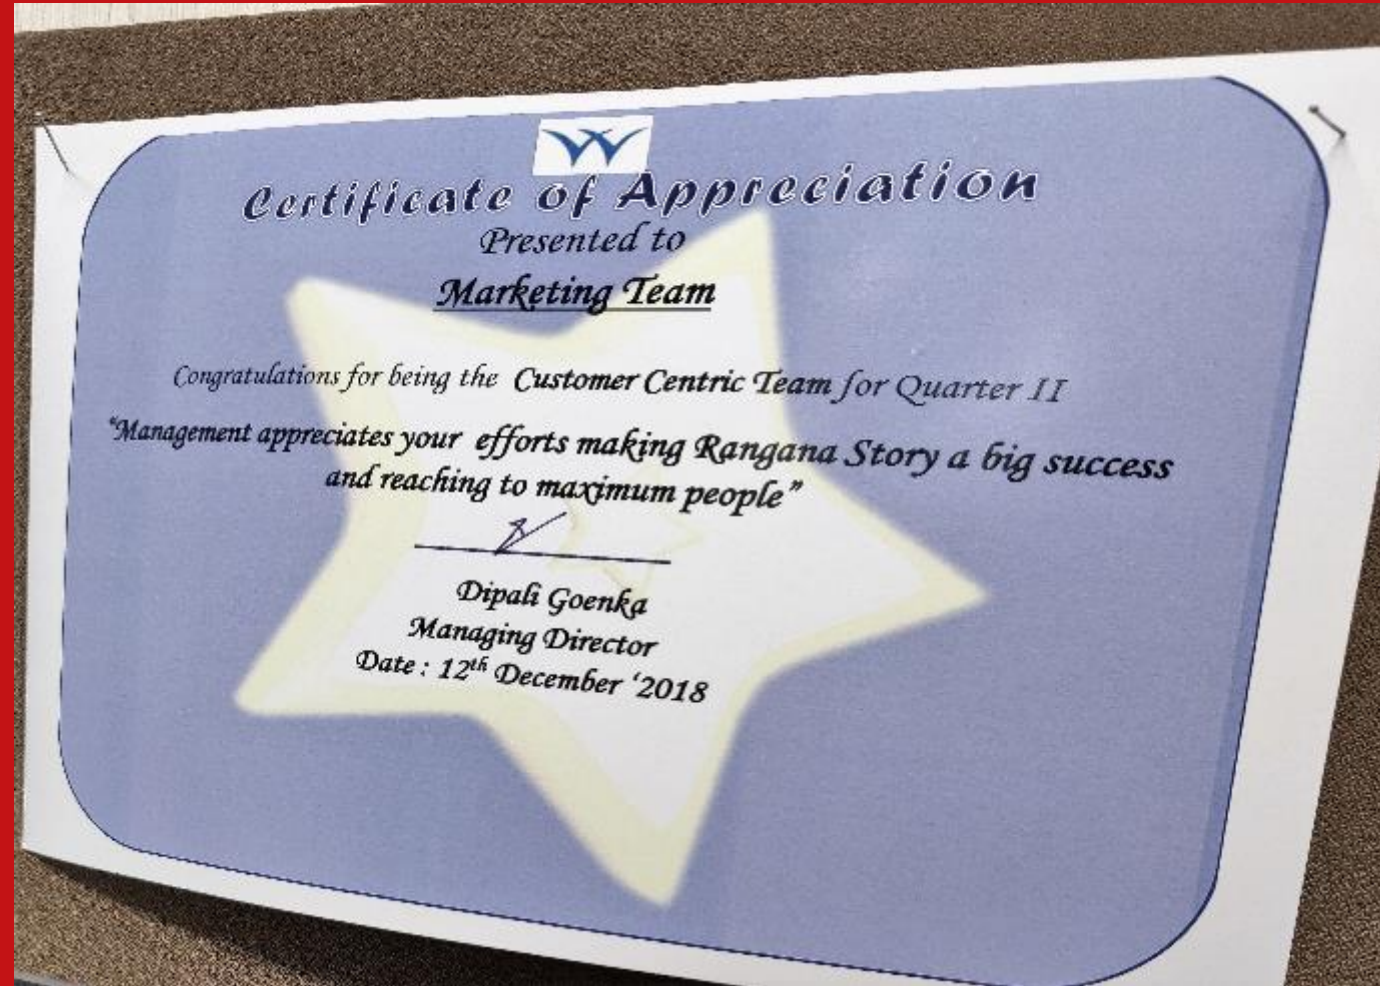 Certificate of Appreciation
Presented to
Marketing Team
Congratulations for being the Customer Centric Team for Quarter II
"Management appreciates your efforts making Rangana Story a big success
and reaching to maximum people"
Dipali Goenka
Managing Director
Date : 12th December ‘2018